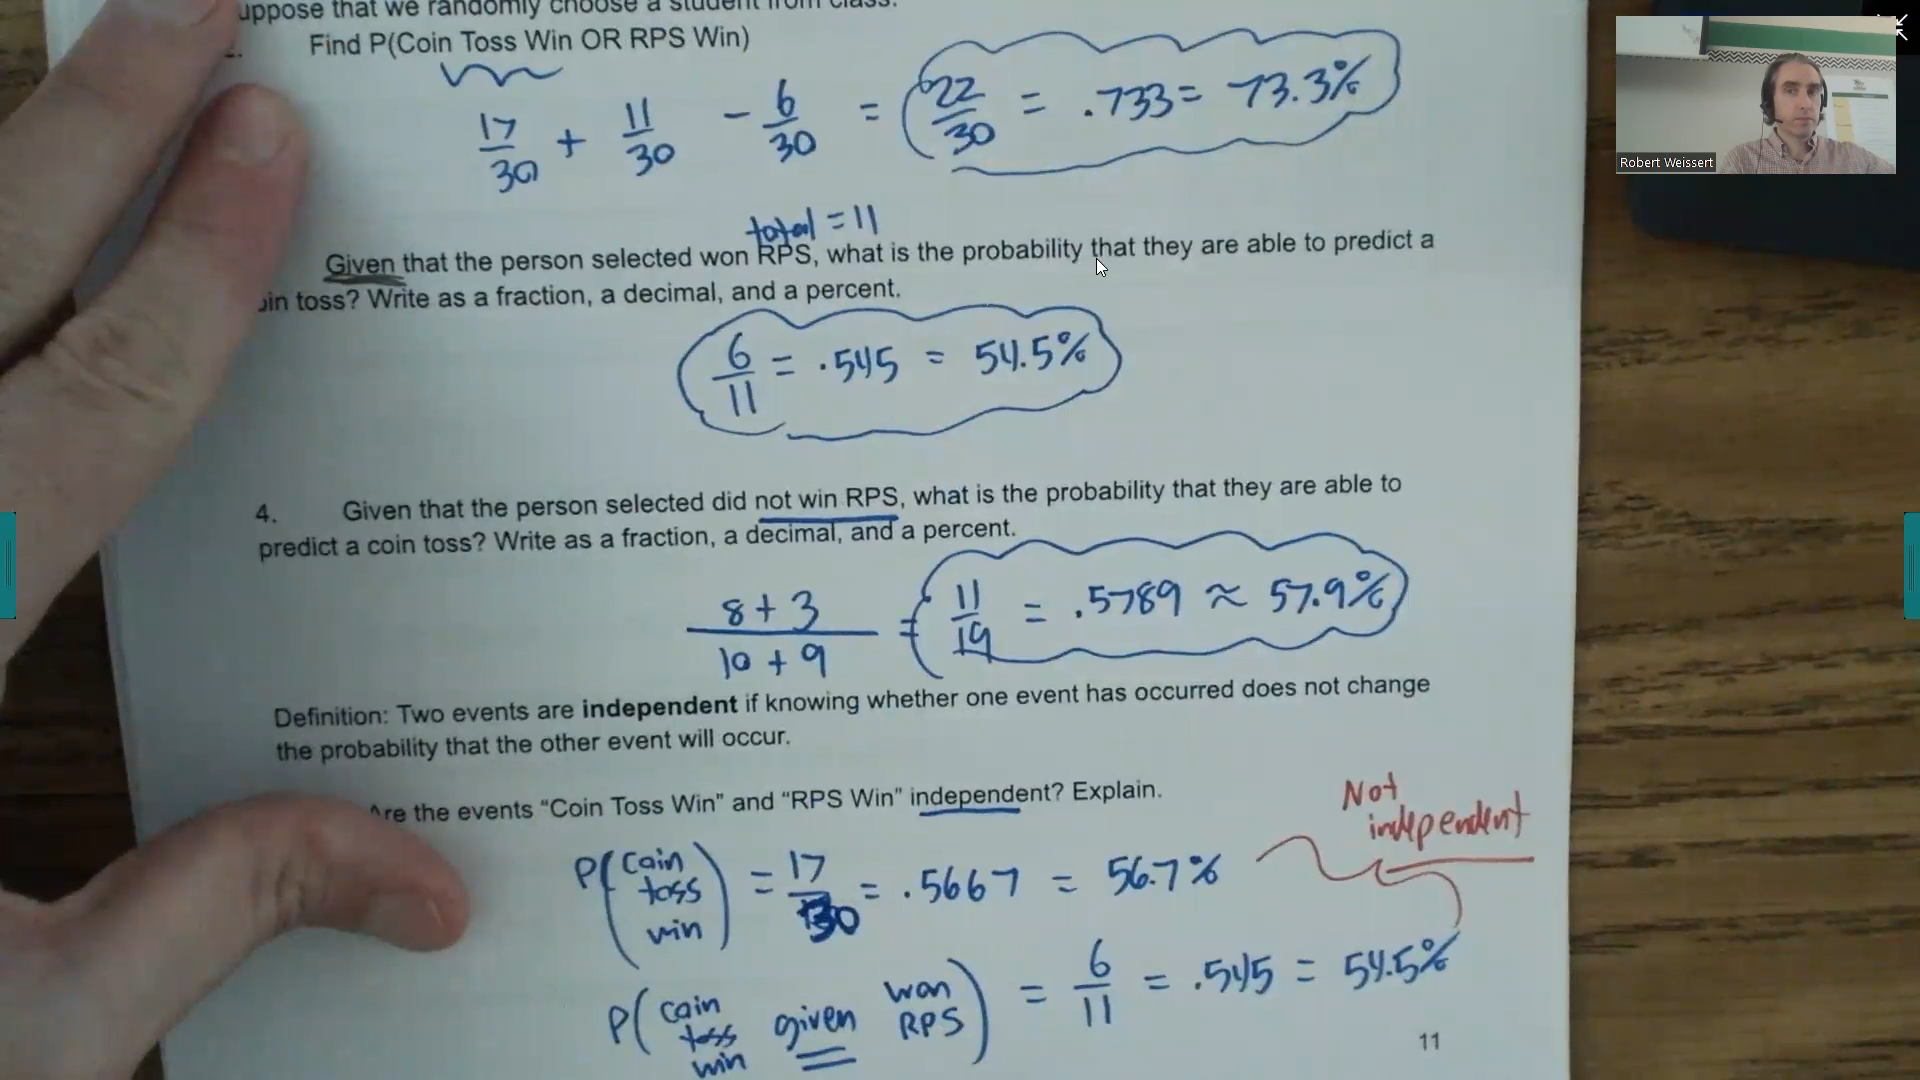 uppose that we randomly choose a student from class.
Find P(Coin Toss Win OR RPS Win)
17/30 + 11/30 - 6/30 = 22/30 = .733 = 73.3%
Robert Weissert
total = 11
Given that the person selected won RPS, what is the probability that they are able to predict a
oin toss? Write as a fraction, a decimal, and a percent.
6/11 = .545 = 54.5%
4. Given that the person selected did not win RPS, what is the probability that they are able to
predict a coin toss? Write as a fraction, a decimal, and a percent.
8 + 3 / 10 + 9 = 11/19 = .5789 ≈ 57.9%
Definition: Two events are independent if knowing whether one event has occurred does not change
the probability that the other event will occur.
Are the events “Coin Toss Win” and “RPS Win” independent? Explain.
Not
independent
P(coin toss win) = 17/30 = .5667 = 56.7%
P(coin toss win given won RPS) = 6/11 = .545 = 54.5%
11